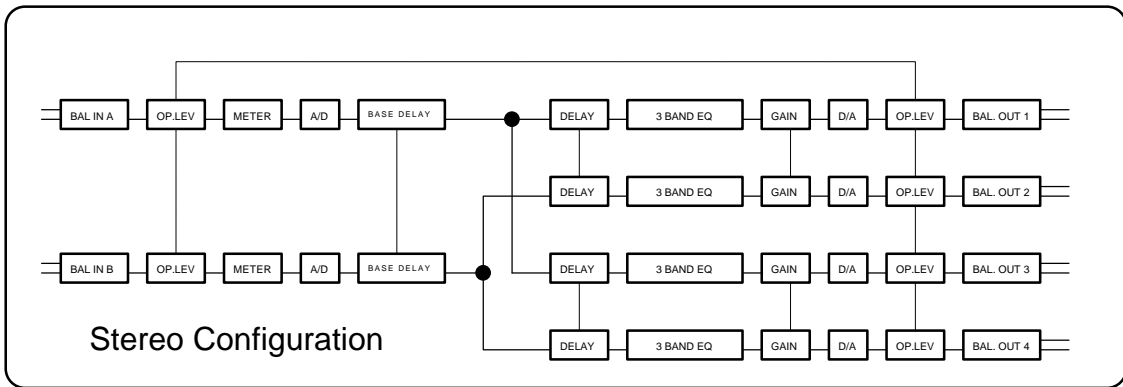 BAL IN A OP.LEV METER A/D BASE DELAY DELAY 3 BAND EQ GAIN D/A OP.LEV BAL. OUT 1
DELAY 3 BAND EQ GAIN D/A OP.LEV BAL. OUT 2
BAL IN B OP.LEV METER A/D BASE DELAY DELAY 3 BAND EQ GAIN D/A OP.LEV BAL. OUT 3
DELAY 3 BAND EQ GAIN D/A OP.LEV BAL. OUT 4
Stereo Configuration